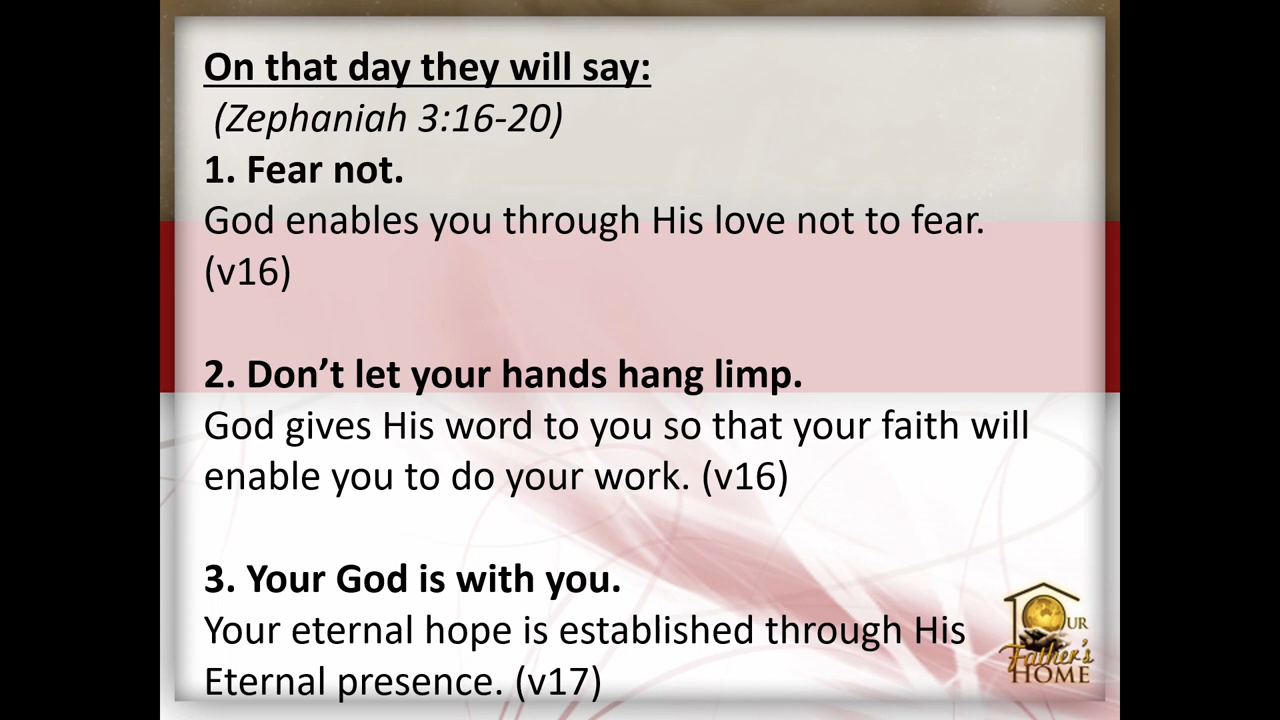 On that day they will say:
(Zephaniah 3:16-20)
1. Fear not.
God enables you through His love not to fear.
(v16)
2. Don’t let your hands hang limp.
God gives His word to you so that your faith will
enable you to do your work. (v16)
3. Your God is with you.
Your eternal hope is established through His
Eternal presence. (v17)
OUR
Father's
HOME